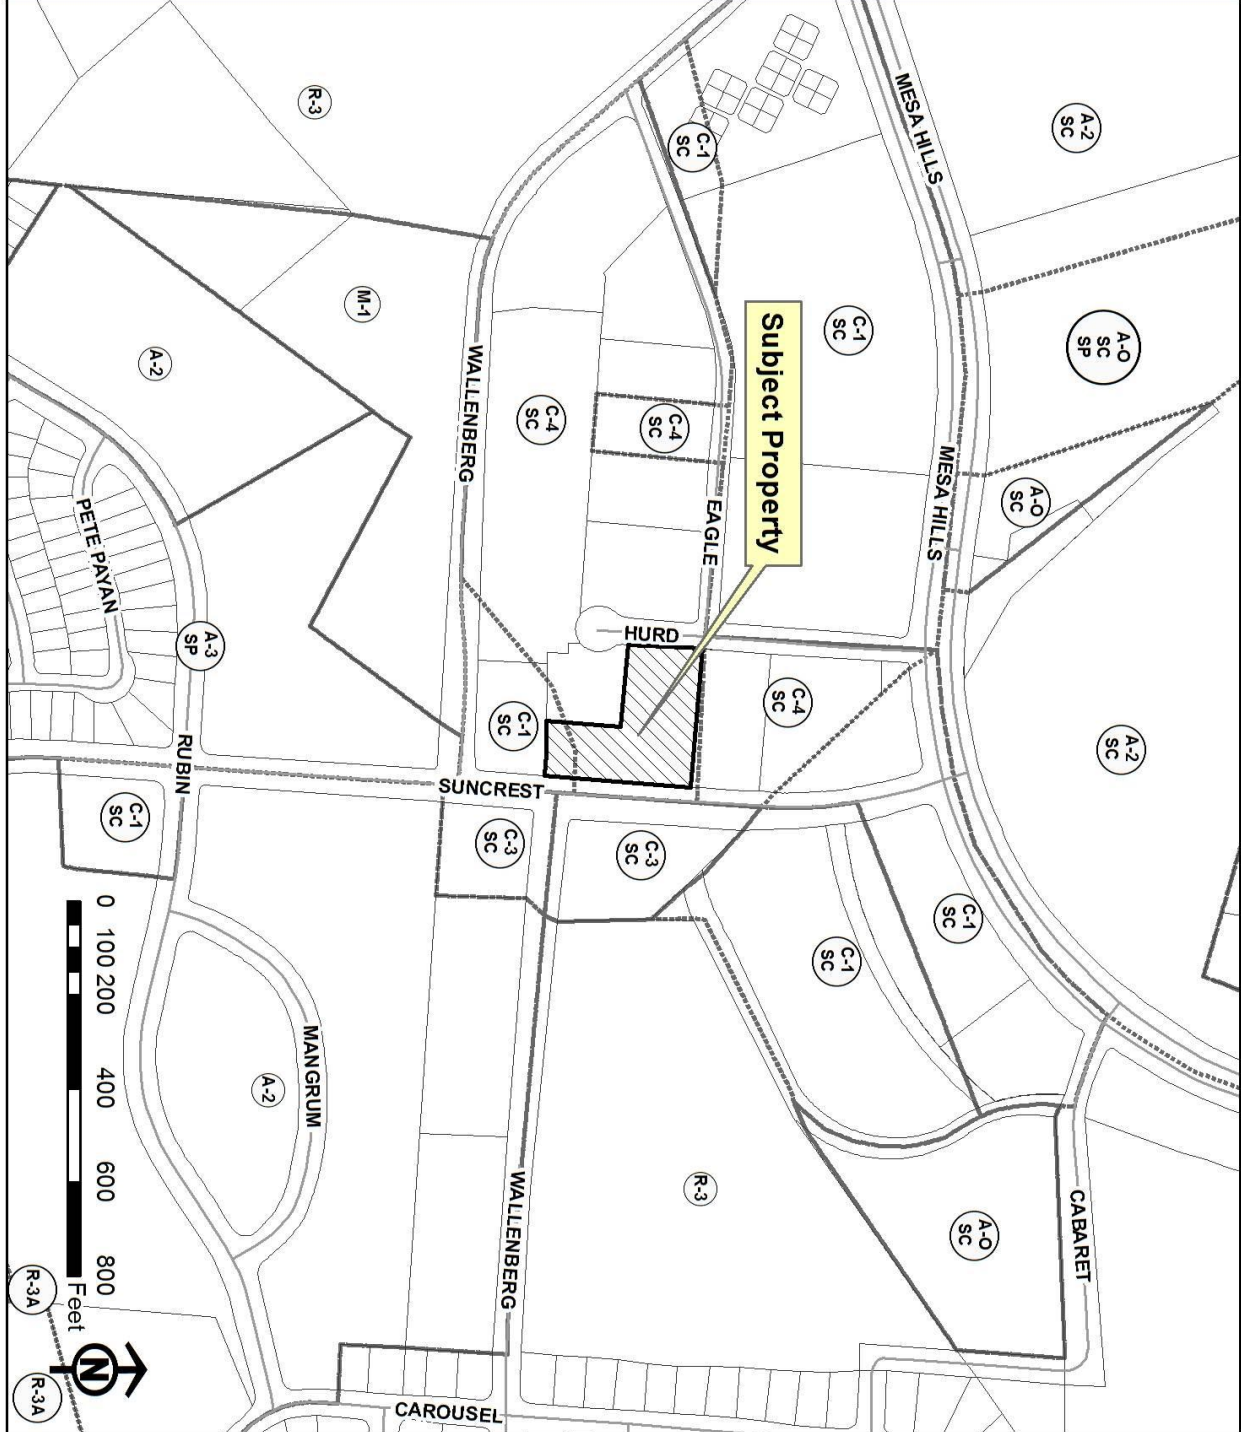 MESA HILLS
A-2
SC
R-3
C-1
SC
A-O
SC
SP
C-1
SC
M-1
A-2
WALLENBERG
C-4
SC
C-4
SC
Subject Property
MESA HILLS
A-O
SC
EAGLE
PETE PAYAN
HURD
A-3
SP
C-4
SC
C-1
SC
A-2
SC
RUBIN
SUNCREST
C-1
SC
C-3
SC
C-3
SC
C-1
SC
C-1
SC
0 100 200 400 600 800
Feet
MANGRUM
A-2
R-3
WALLENBERG
A-O
SC
CABARET
R-3A
R-3A
N
CAROUSEL